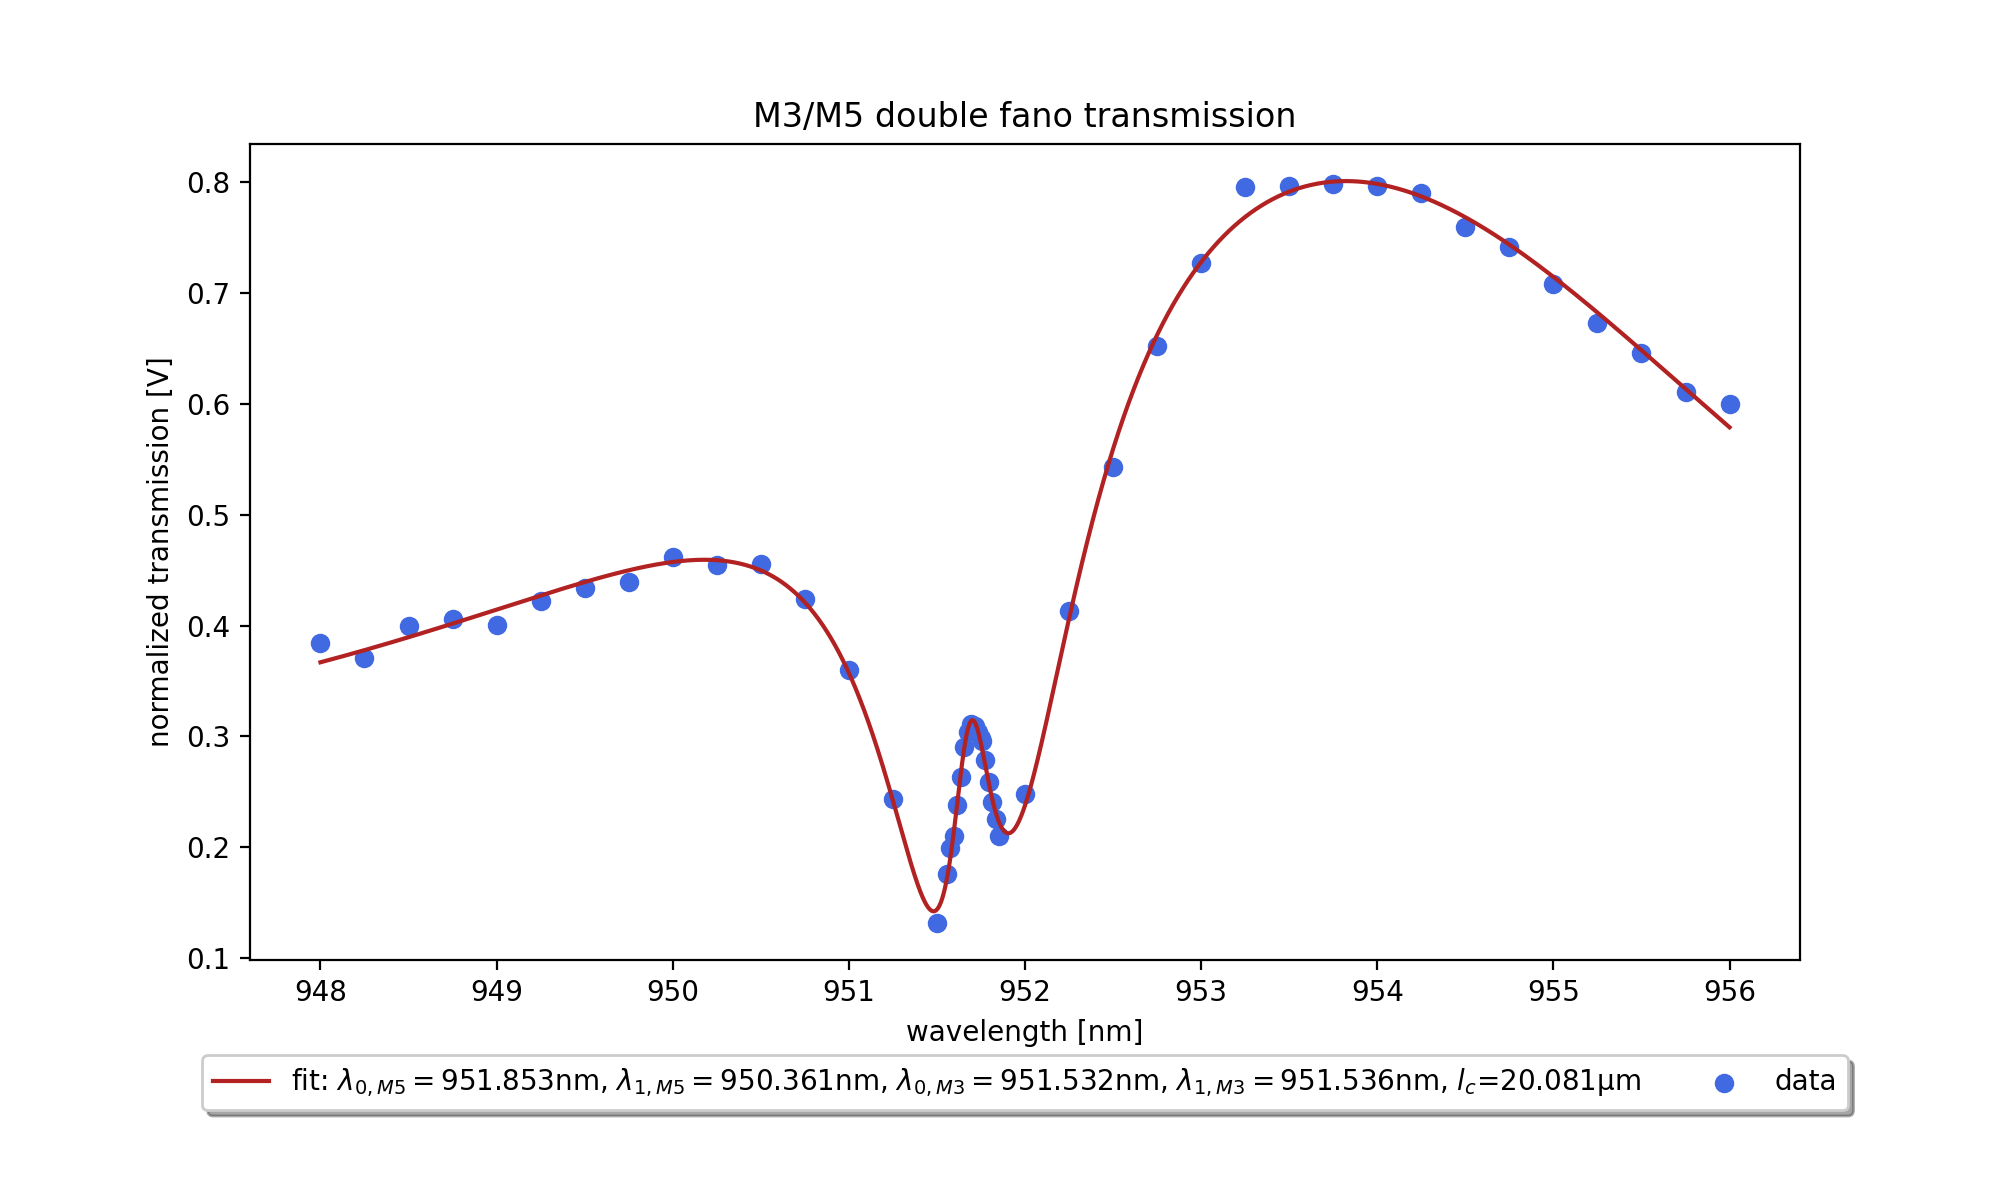 M3/M5 double fano transmission
normalized transmission [V]
0.8
0.7
0.6
0.5
0.4
0.3
0.2
0.1
948 949 950 951 952 953 954 955 956
wavelength [nm]
fit: λ₀,M5 = 951.853nm, λ₁,M5 = 950.361nm, λ₀,M3 = 951.532nm, λ₁,M3 = 951.536nm, l_c=20.081μm data